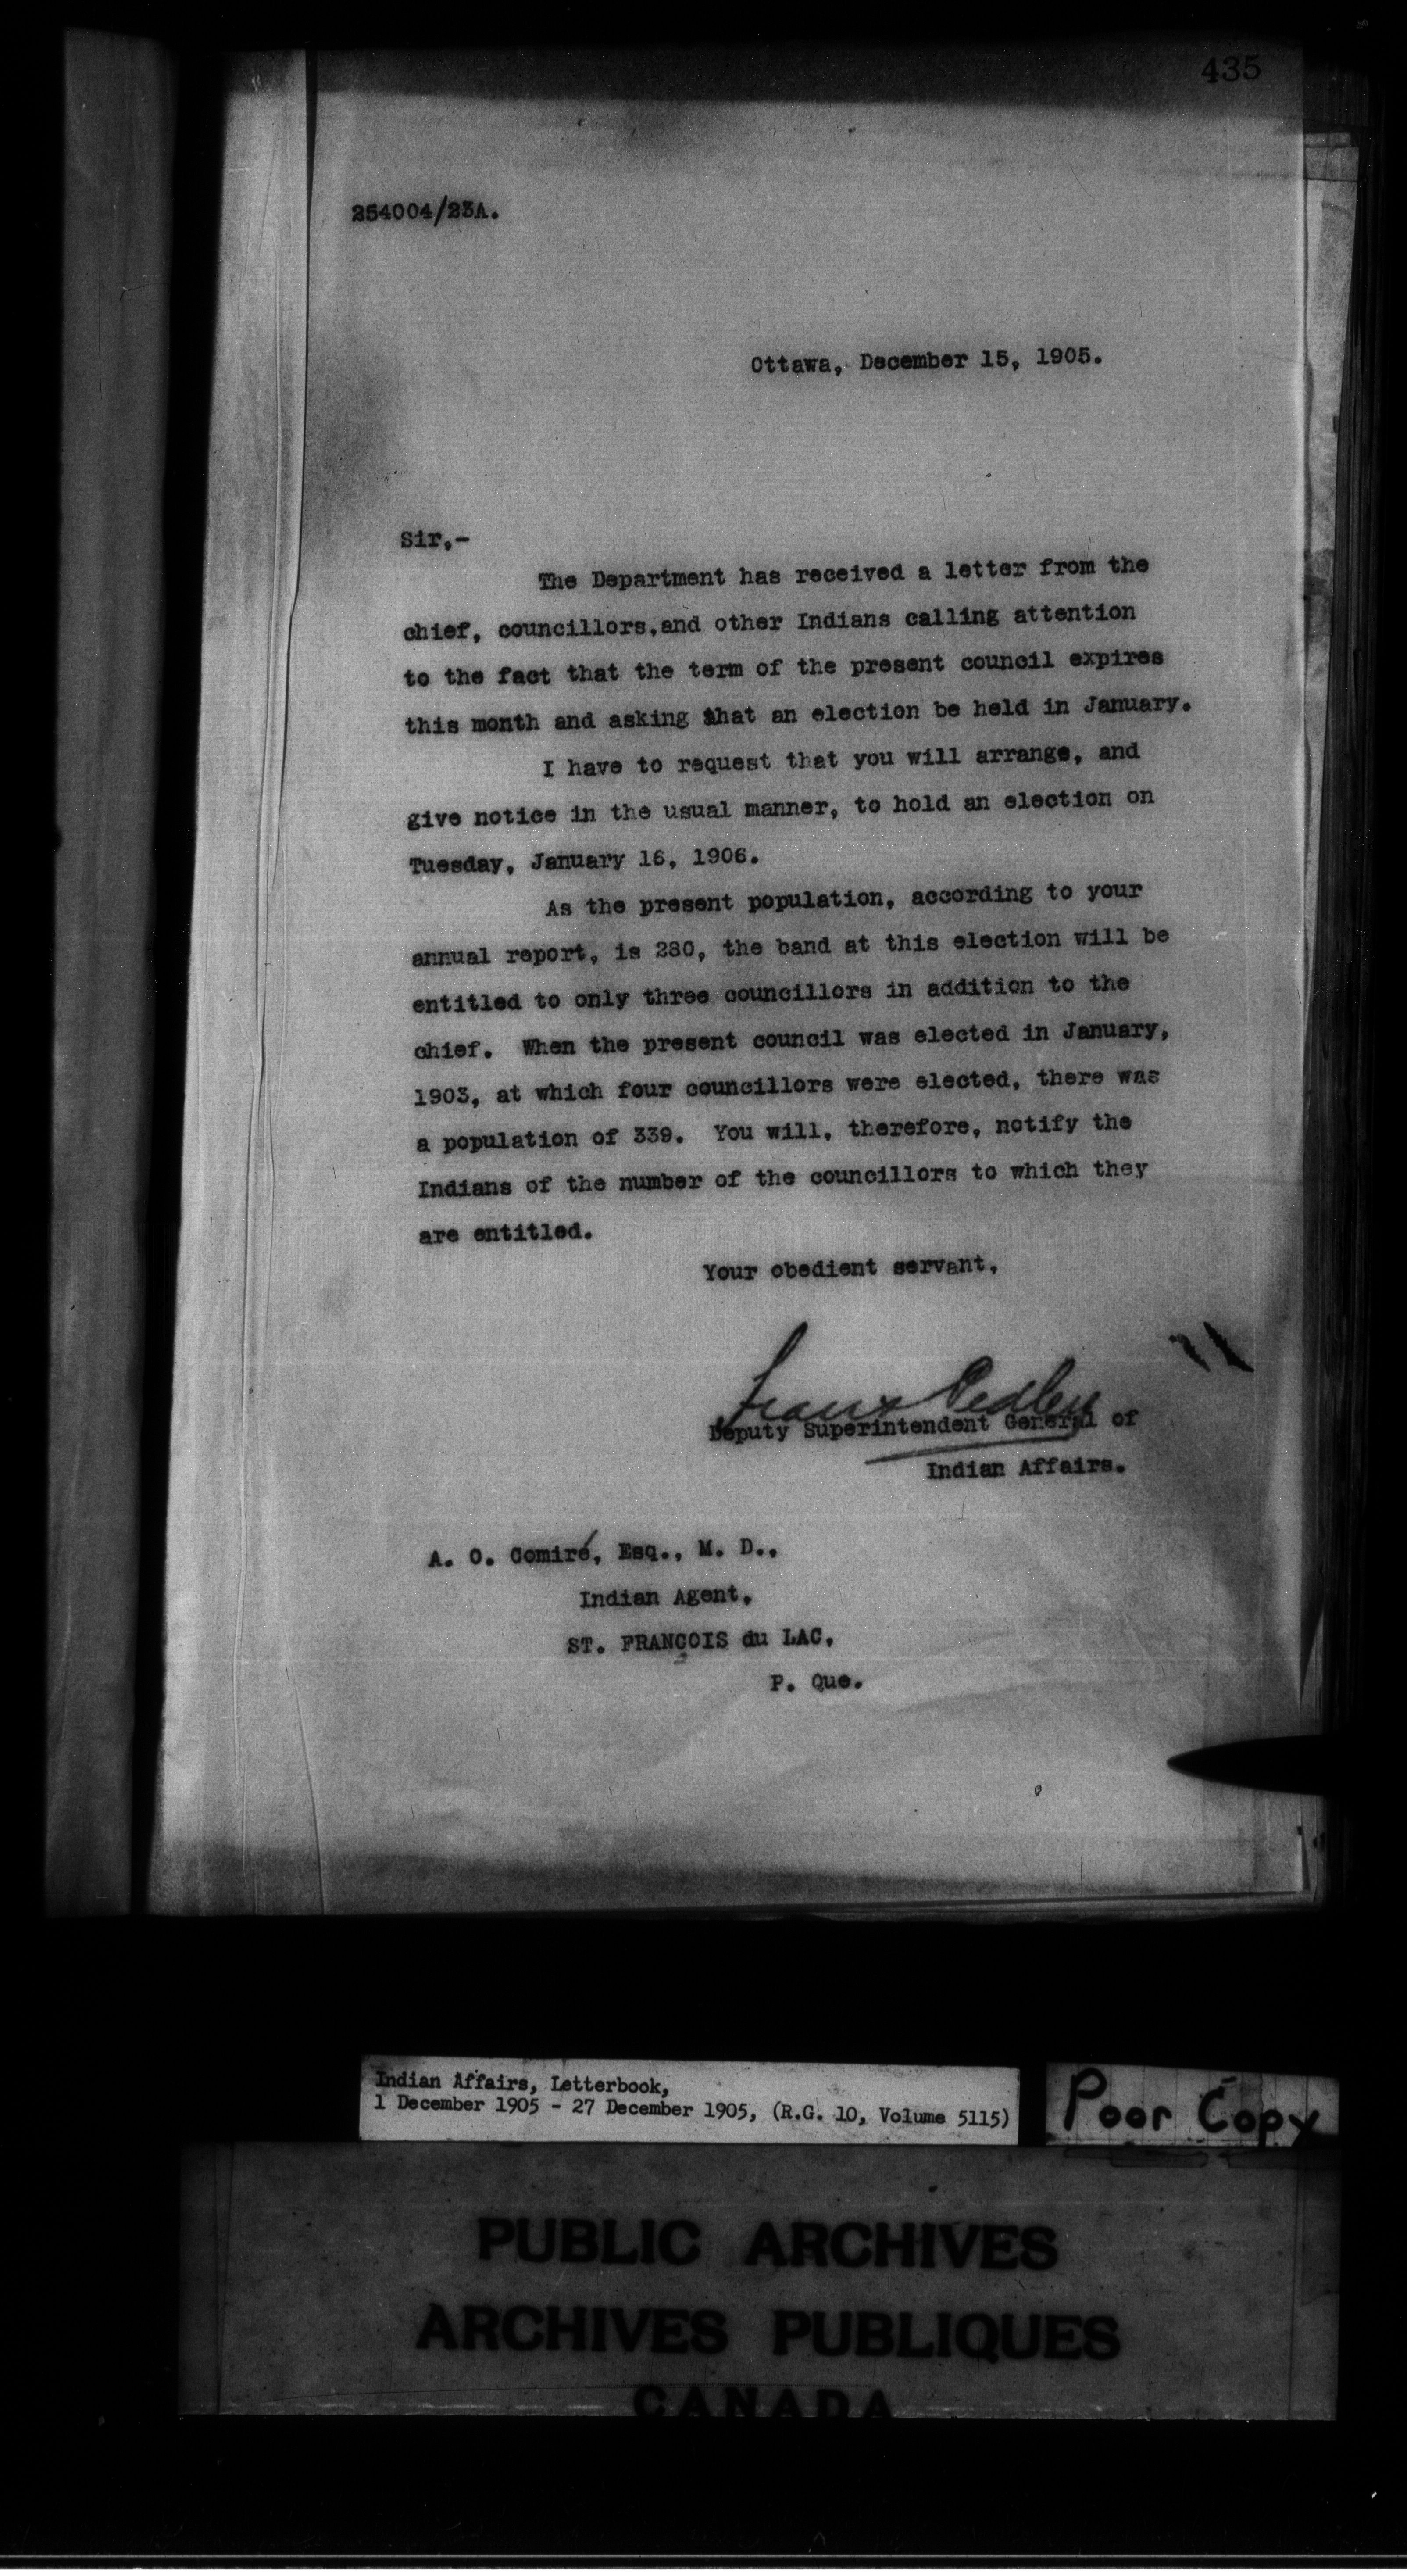 435
254004/23A.
Ottawa, December 15, 1905.
Sir,-
The Department has received a letter from the
chief, councillors,and other Indians calling attention
to the fact that the term of the present council expires
this month and asking that an election be held in January.
I have to request that you will arrange, and
give notice in the usual manner, to hold an election on
Tuesday, January 16, 1906.
As the present population, according to your
annual report, is 280, the band at this election will be
entitled to only three councillors in addition to the
chief. When the present council was elected in January,
1903, at which four councillors were elected, there was
a population of 339. You will, therefore, notify the
Indians of the number of the councillors to which they
are entitled.
Your obedient servant,
Frank Pedley
Deputy Superintendent General of
Indian Affairs.
A. O. Comiré, Esq., M. D.,
Indian Agent,
ST. FRANÇOIS du LAC,
P. Que.
Indian Affairs, Letterbook,
1 December 1905 - 27 December 1905, (R.G. 10, Volume 5115)
Poor Copy
PUBLIC ARCHIVES
ARCHIVES PUBLIQUES
CANADA